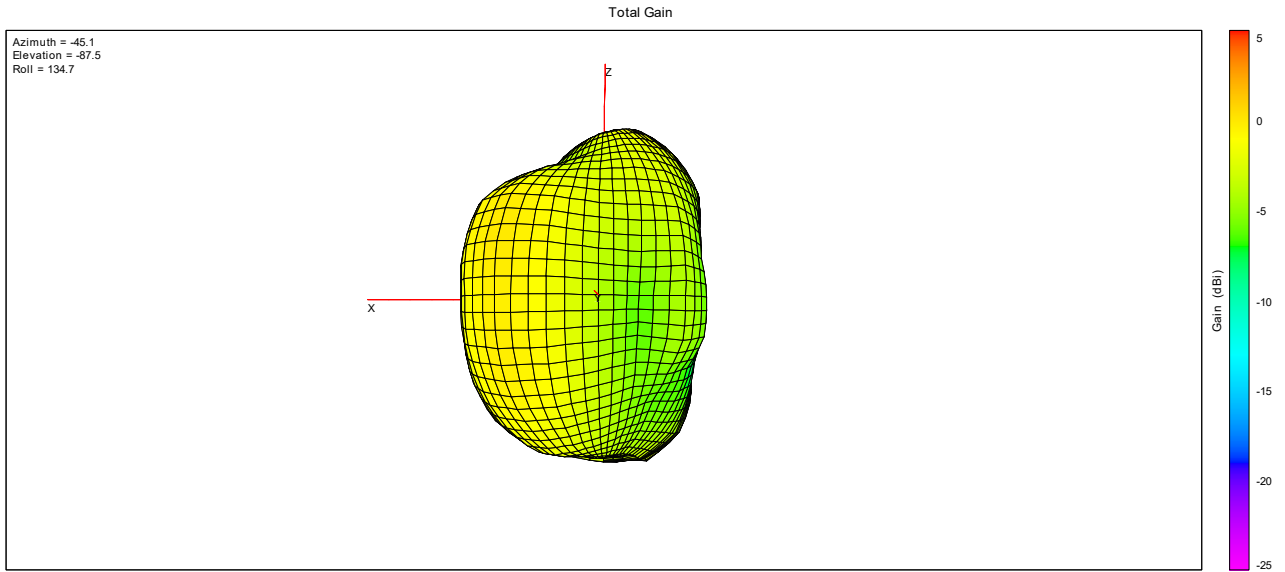 Total Gain
Azimuth = -45.1
Elevation = -87.5
Roll = 134.7
Z
X
Y
Gain (dBi)
5
0
-5
-10
-15
-20
-25